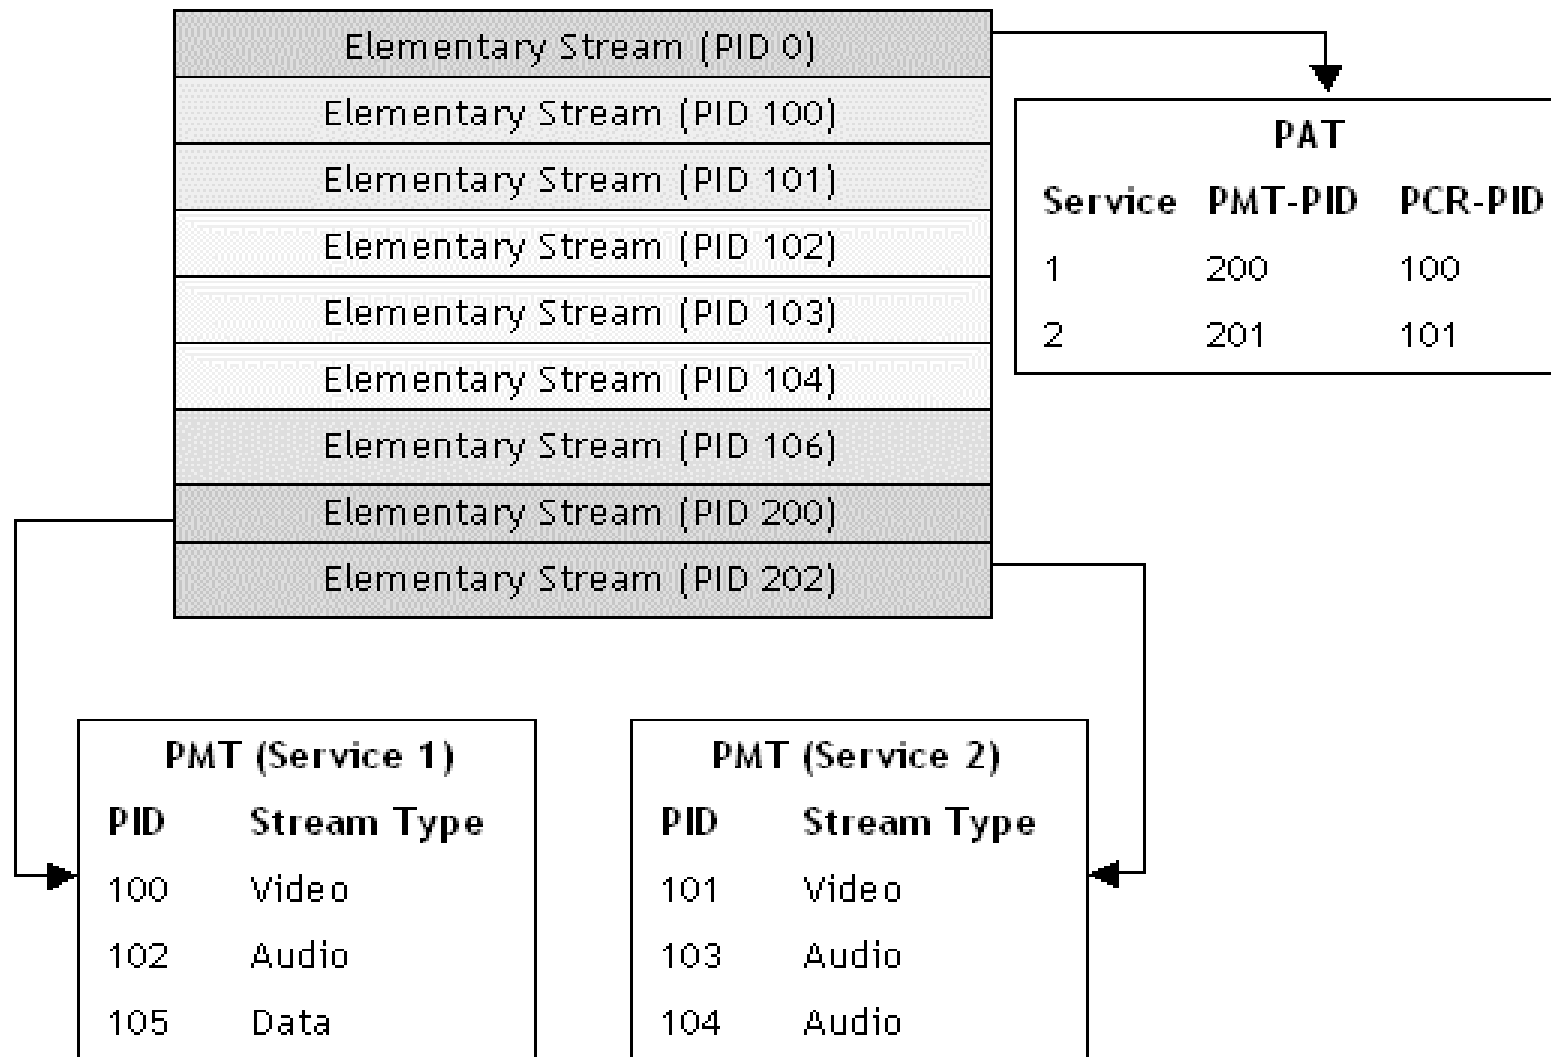 Elementary Stream (PID 0)
Elementary Stream (PID 100)
Elementary Stream (PID 101)
Elementary Stream (PID 102)
Elementary Stream (PID 103)
Elementary Stream (PID 104)
Elementary Stream (PID 106)
Elementary Stream (PID 200)
Elementary Stream (PID 202)
PAT
Service PMT-PID PCR-PID
1 200 100
2 201 101
PMT (Service 1)
PID Stream Type
100 Video
102 Audio
105 Data
PMT (Service 2)
PID Stream Type
101 Video
103 Audio
104 Audio